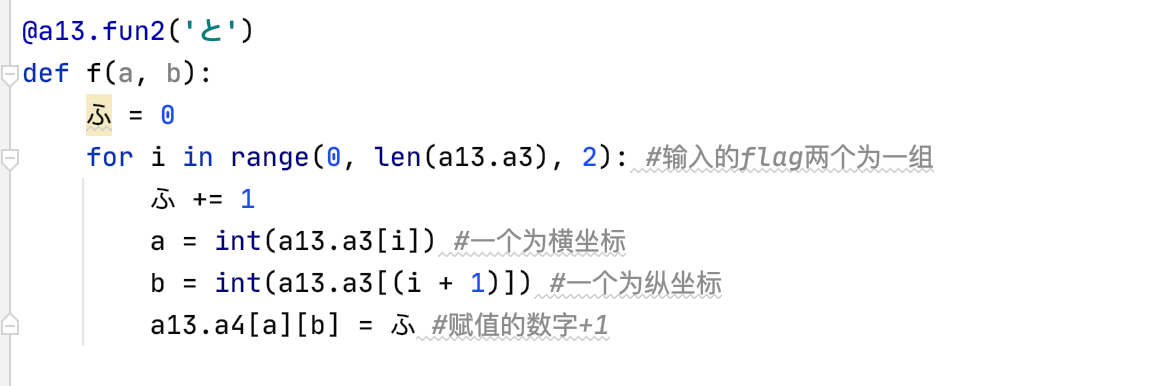 @a13.fun2('と')
def f(a, b):
    ふ = 0
    for i in range(0, len(a13.a3), 2): #输入的flag两个为一组
        ふ += 1
        a = int(a13.a3[i]) #一个为横坐标
        b = int(a13.a3[(i + 1)]) #一个为纵坐标
        a13.a4[a][b] = ふ #赋值的数字+1